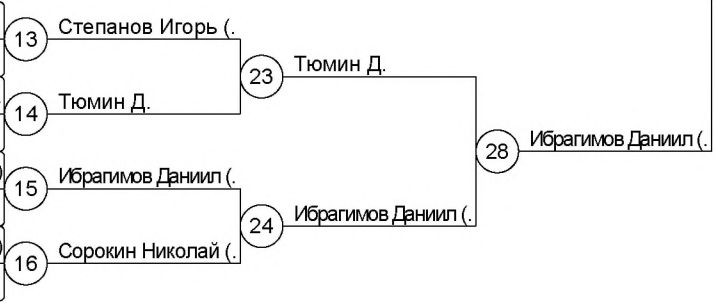 13 Степанов Игорь (.
23 Тюмин Д.
14 Тюмин Д.
28 Ибрагимов Даниил (.
15 Ибрагимов Даниил (.
24 Ибрагимов Даниил (.
16 Сорокин Николай (.